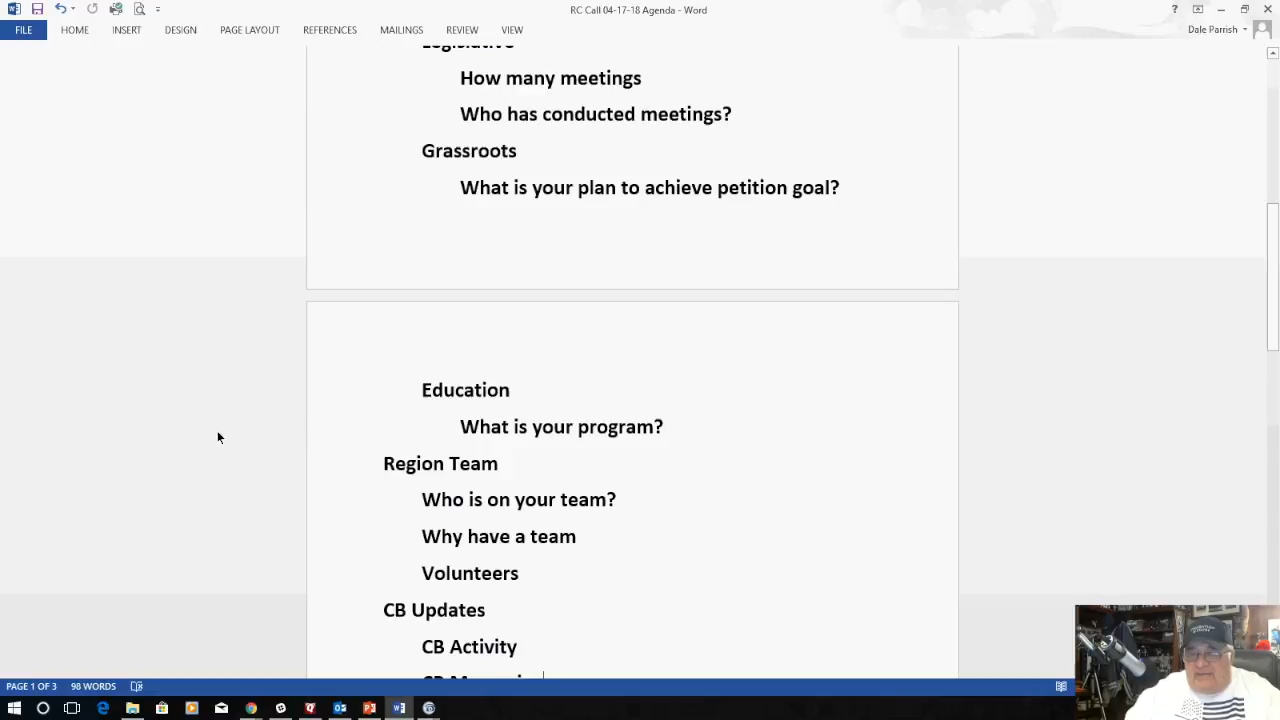 RC Call 04-17-18 Agenda - Word
FILE HOME INSERT DESIGN PAGE LAYOUT REFERENCES MAILINGS REVIEW VIEW
Dale Parrish
Legislative
How many meetings
Who has conducted meetings?
Grassroots
What is your plan to achieve petition goal?
Education
What is your program?
Region Team
Who is on your team?
Why have a team
Volunteers
CB Updates
CB Activity
PAGE 1 OF 3 98 WORDS